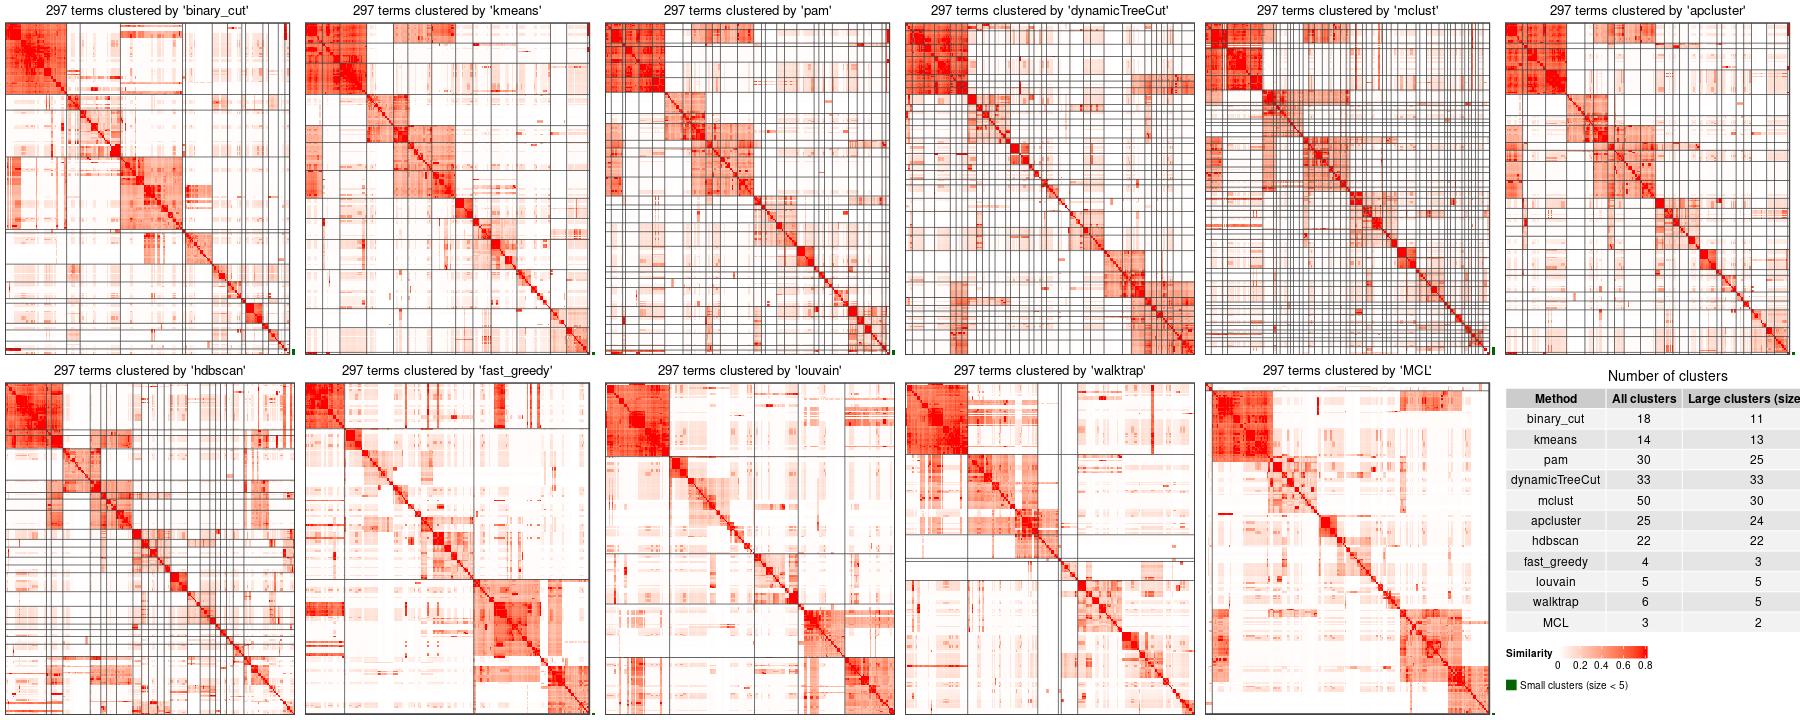 297 terms clustered by 'binary_cut'
297 terms clustered by 'kmeans'
297 terms clustered by 'pam'
297 terms clustered by 'dynamicTreeCut'
297 terms clustered by 'mclust'
297 terms clustered by 'apcluster'
297 terms clustered by 'hdbscan'
297 terms clustered by 'fast_greedy'
297 terms clustered by 'louvain'
297 terms clustered by 'walktrap'
297 terms clustered by 'MCL'
Number of clusters
Method All clusters Large clusters (size
binary_cut 18 11
kmeans 14 13
pam 30 25
dynamicTreeCut 33 33
mclust 50 30
apcluster 25 24
hdbscan 22 22
fast_greedy 4 3
louvain 5 5
walktrap 6 5
MCL 3 2
Similarity
0 0.2 0.4 0.6 0.8
Small clusters (size < 5)